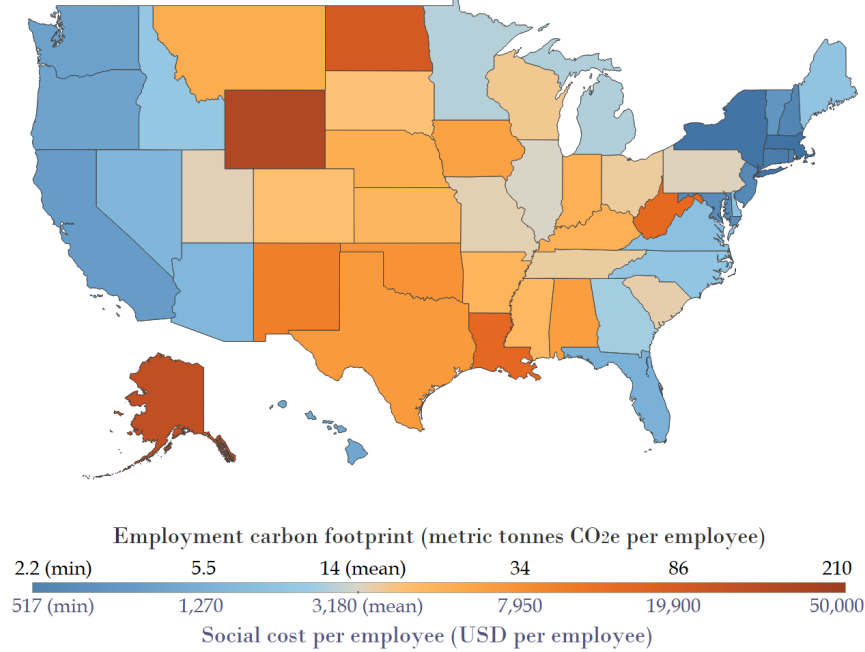 Employment carbon footprint (metric tonnes CO2e per employee)
2.2 (min) 5.5 14 (mean) 34 86 210
517 (min) 1,270 3,180 (mean) 7,950 19,900 50,000
Social cost per employee (USD per employee)